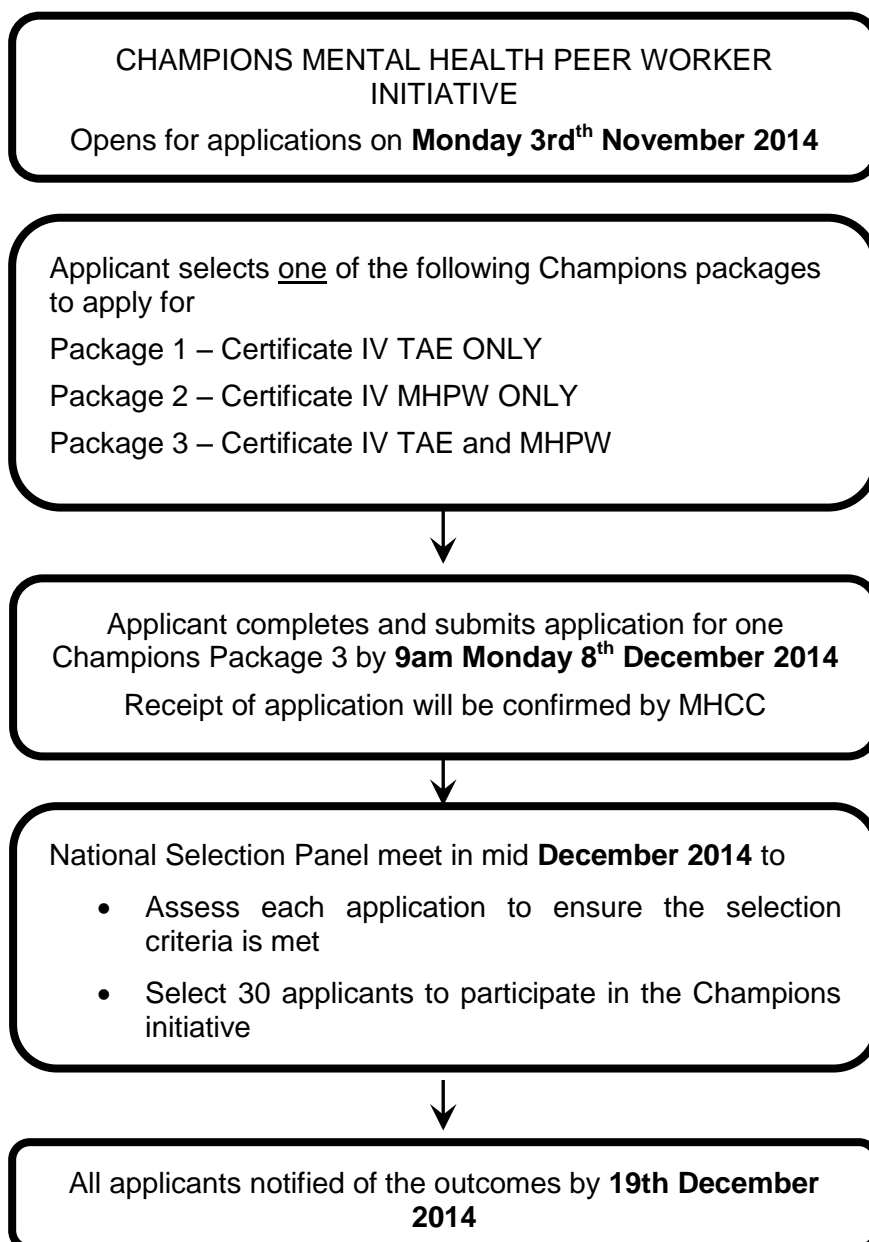 CHAMPIONS MENTAL HEALTH PEER WORKER
INITIATIVE
Opens for applications on Monday 3rdth November 2014
Applicant selects one of the following Champions packages
to apply for
Package 1 – Certificate IV TAE ONLY
Package 2 – Certificate IV MHPW ONLY
Package 3 – Certificate IV TAE and MHPW
Applicant completes and submits application for one
Champions Package 3 by 9am Monday 8th December 2014
Receipt of application will be confirmed by MHCC
National Selection Panel meet in mid December 2014 to
• Assess each application to ensure the selection
criteria is met
• Select 30 applicants to participate in the Champions
initiative
All applicants notified of the outcomes by 19th December
2014